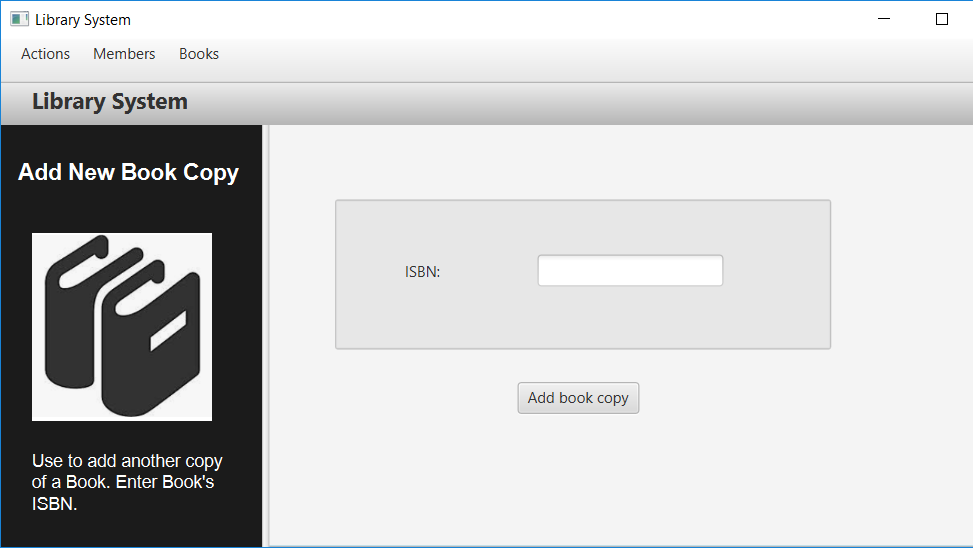 Library System
Actions Members Books
Library System
Add New Book Copy
ISBN:
Add book copy
Use to add another copy
of a Book. Enter Book's
ISBN.